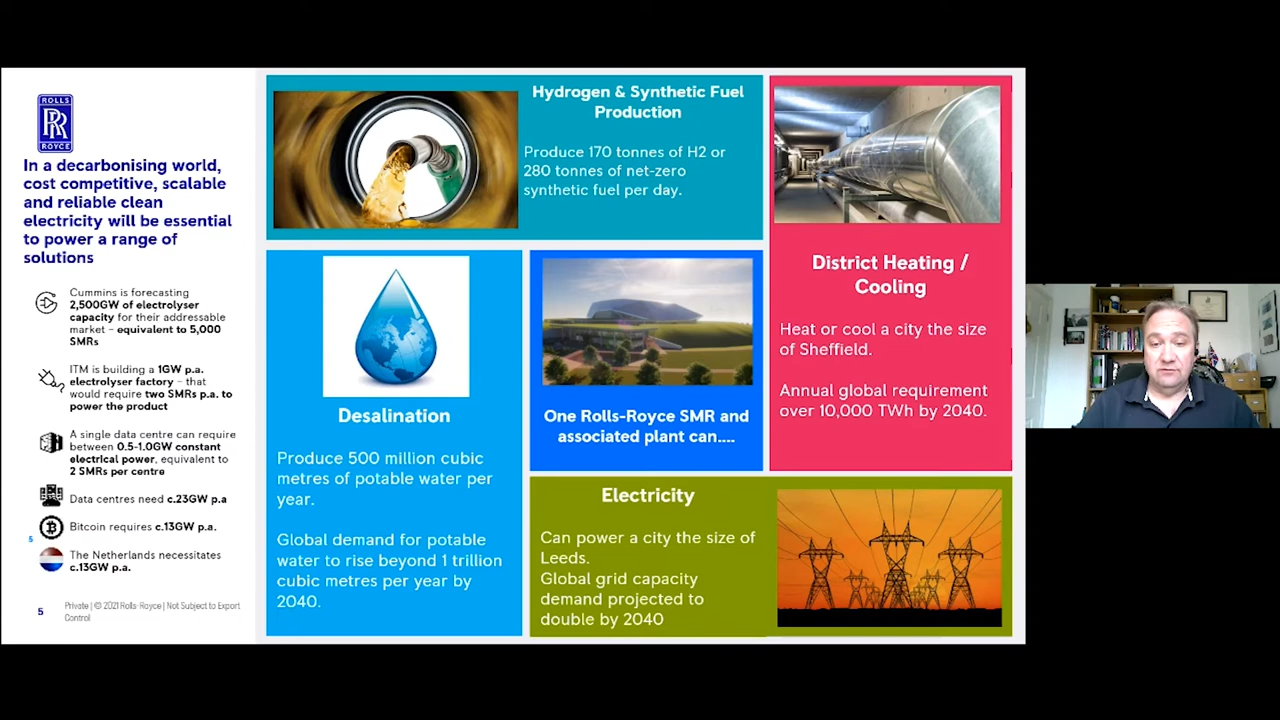 ROLLS
RR
ROYCE
In a decarbonising world,
cost competitive, scalable
and reliable clean
electricity will be essential
to power a range of
solutions
Cummins is forecasting
2,500GW of electrolyser
capacity for their addressable
market – equivalent to 5,000
SMRs
ITM is building a 1GW p.a.
electrolyser factory – that
would require two SMRs p.a. to
power the product
A single data centre can require
between 0.5-1.0GW constant
electrical power, equivalent to
2 SMRs per centre
Data centres need c.23GW p.a
Bitcoin requires c.13GW p.a.
5
The Netherlands necessitates
c.13GW p.a.
5
Private | © 2021 Rolls-Royce | Not Subject to Export
Control
Hydrogen & Synthetic Fuel
Production
Produce 170 tonnes of H2 or
280 tonnes of net-zero
synthetic fuel per day.
District Heating /
Cooling
Heat or cool a city the size
of Sheffield.
Annual global requirement
over 10,000 TWh by 2040.
Desalination
Produce 500 million cubic
metres of potable water per
year.
Global demand for potable
water to rise beyond 1 trillion
cubic metres per year by
2040.
One Rolls-Royce SMR and
associated plant can....
Electricity
Can power a city the size of
Leeds.
Global grid capacity
demand projected to
double by 2040